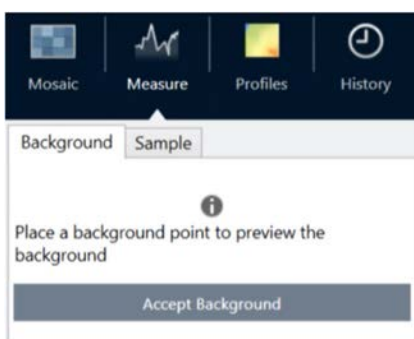 Mosaic Measure Profiles History
Background Sample
Place a background point to preview the
background
Accept Background